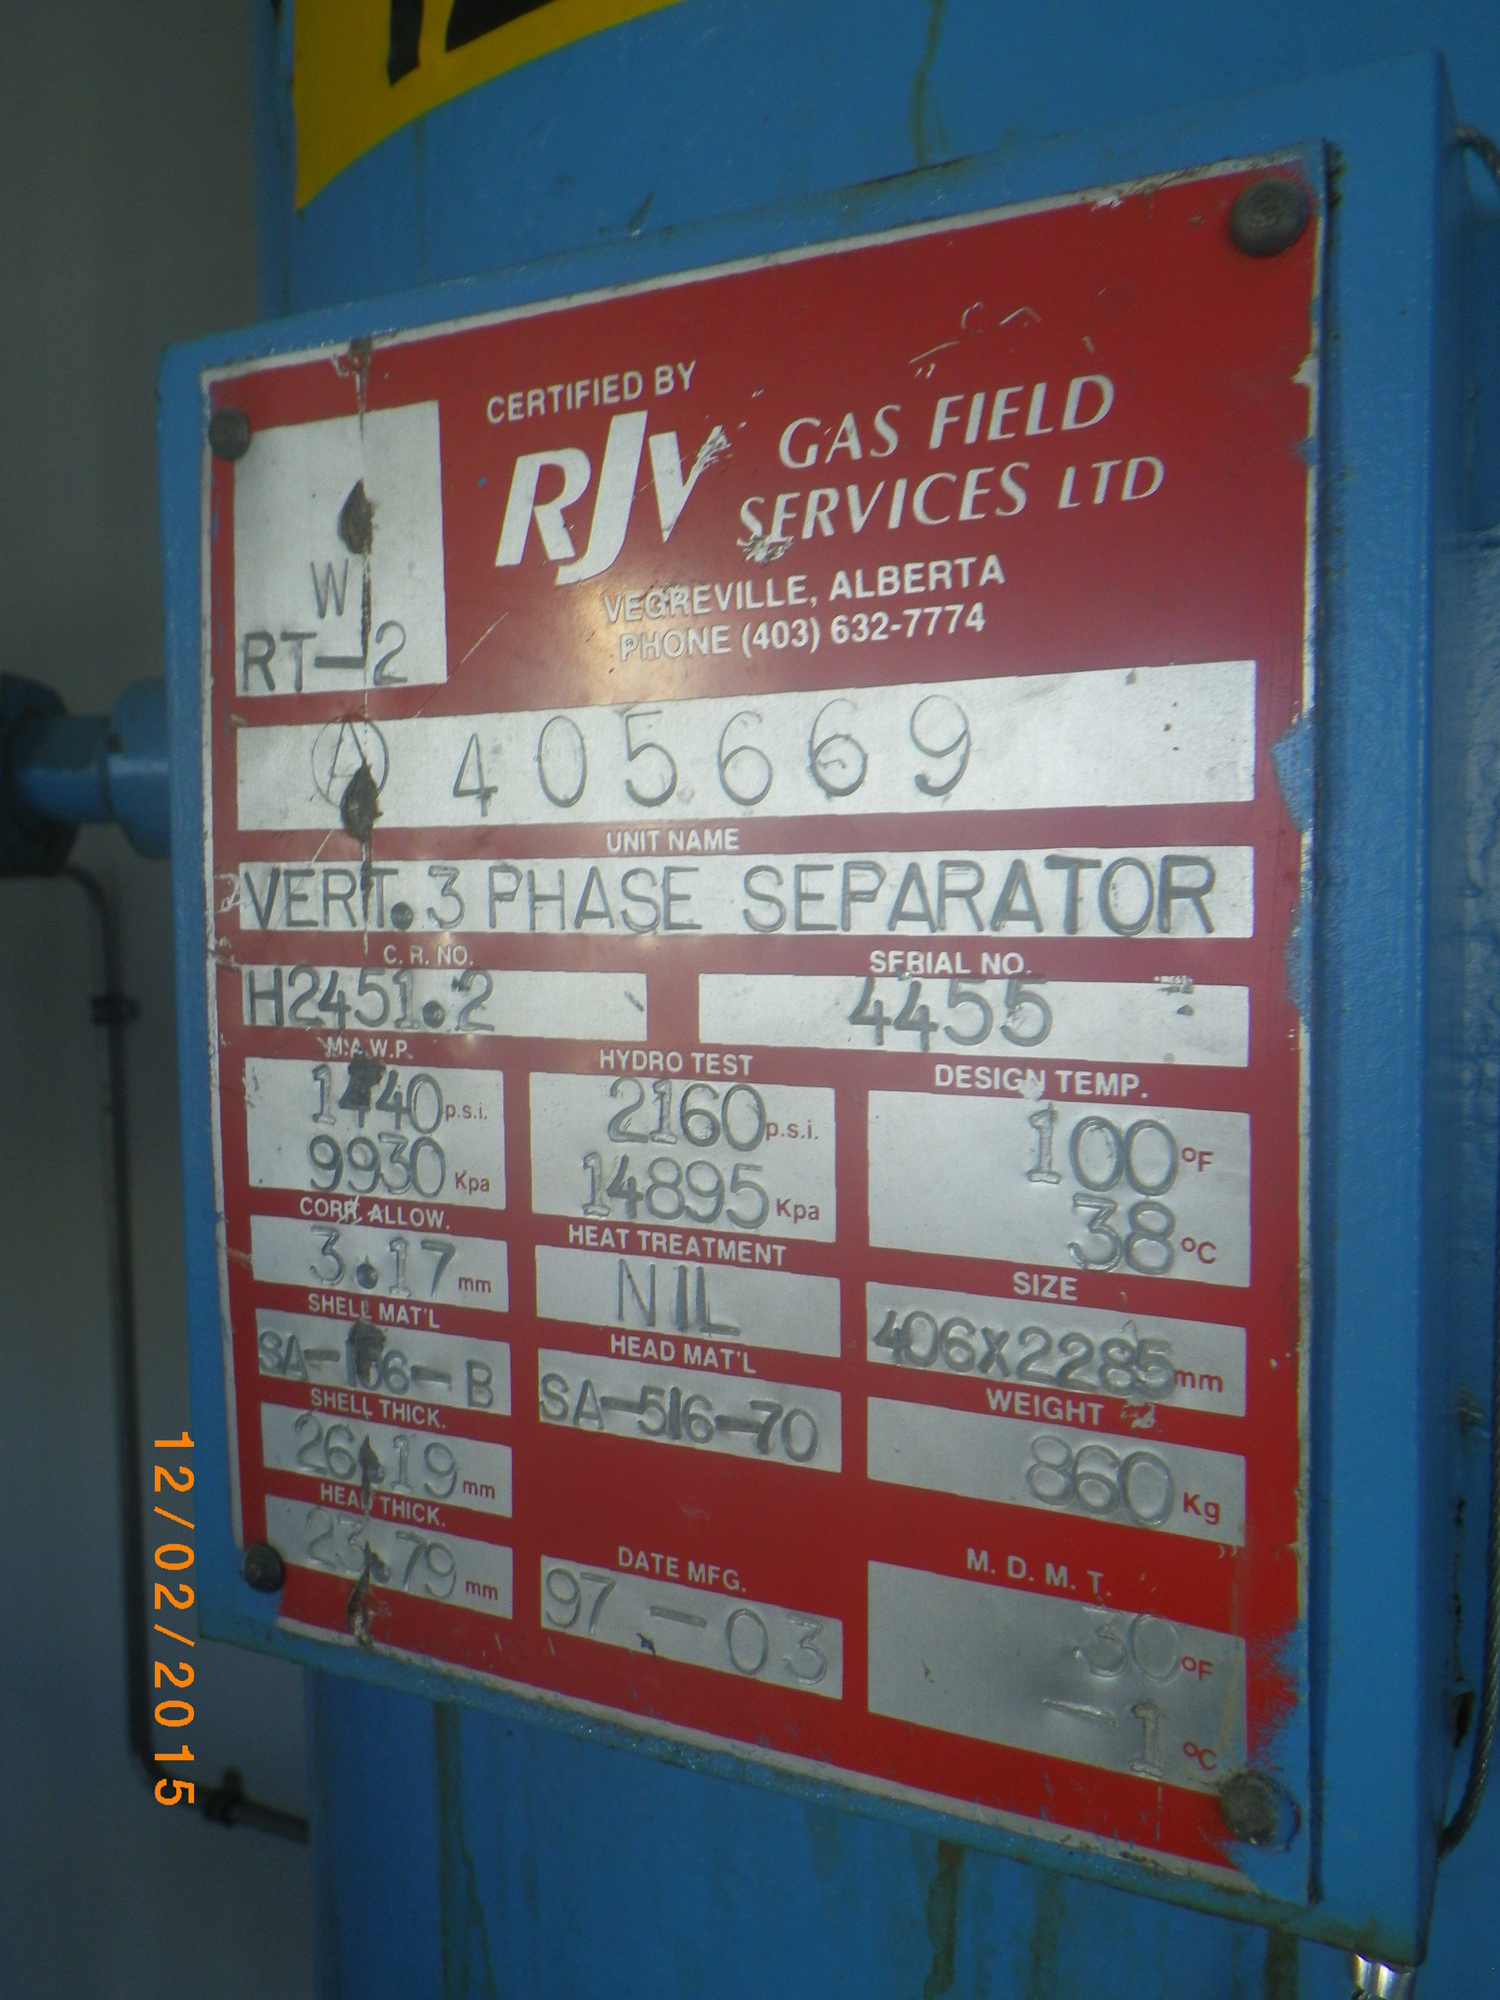 CERTIFIED BY
RJV GAS FIELD
SERVICES LTD
VEGREVILLE, ALBERTA
PHONE (403) 632-7774
W
RT-2
A 405669
UNIT NAME
VERT. 3 PHASE SEPARATOR
C. R. NO.
H2451.2
SERIAL NO.
4455
M.A.W.P.
1440 p.s.i.
9930 Kpa
HYDRO TEST
2160 p.s.i.
14895 Kpa
DESIGN TEMP.
100 °F
38 °C
CORR. ALLOW.
3.17 mm
HEAT TREATMENT
NIL
SIZE
406X2285 mm
SHELL MAT'L
SA-106-B
HEAD MAT'L
SA-516-70
WEIGHT
860 Kg
SHELL THICK.
26.19 mm
HEAD THICK.
23.79 mm
DATE MFG.
97-03
M. D. M. T.
30 °F
-1 °C
12/02/2015